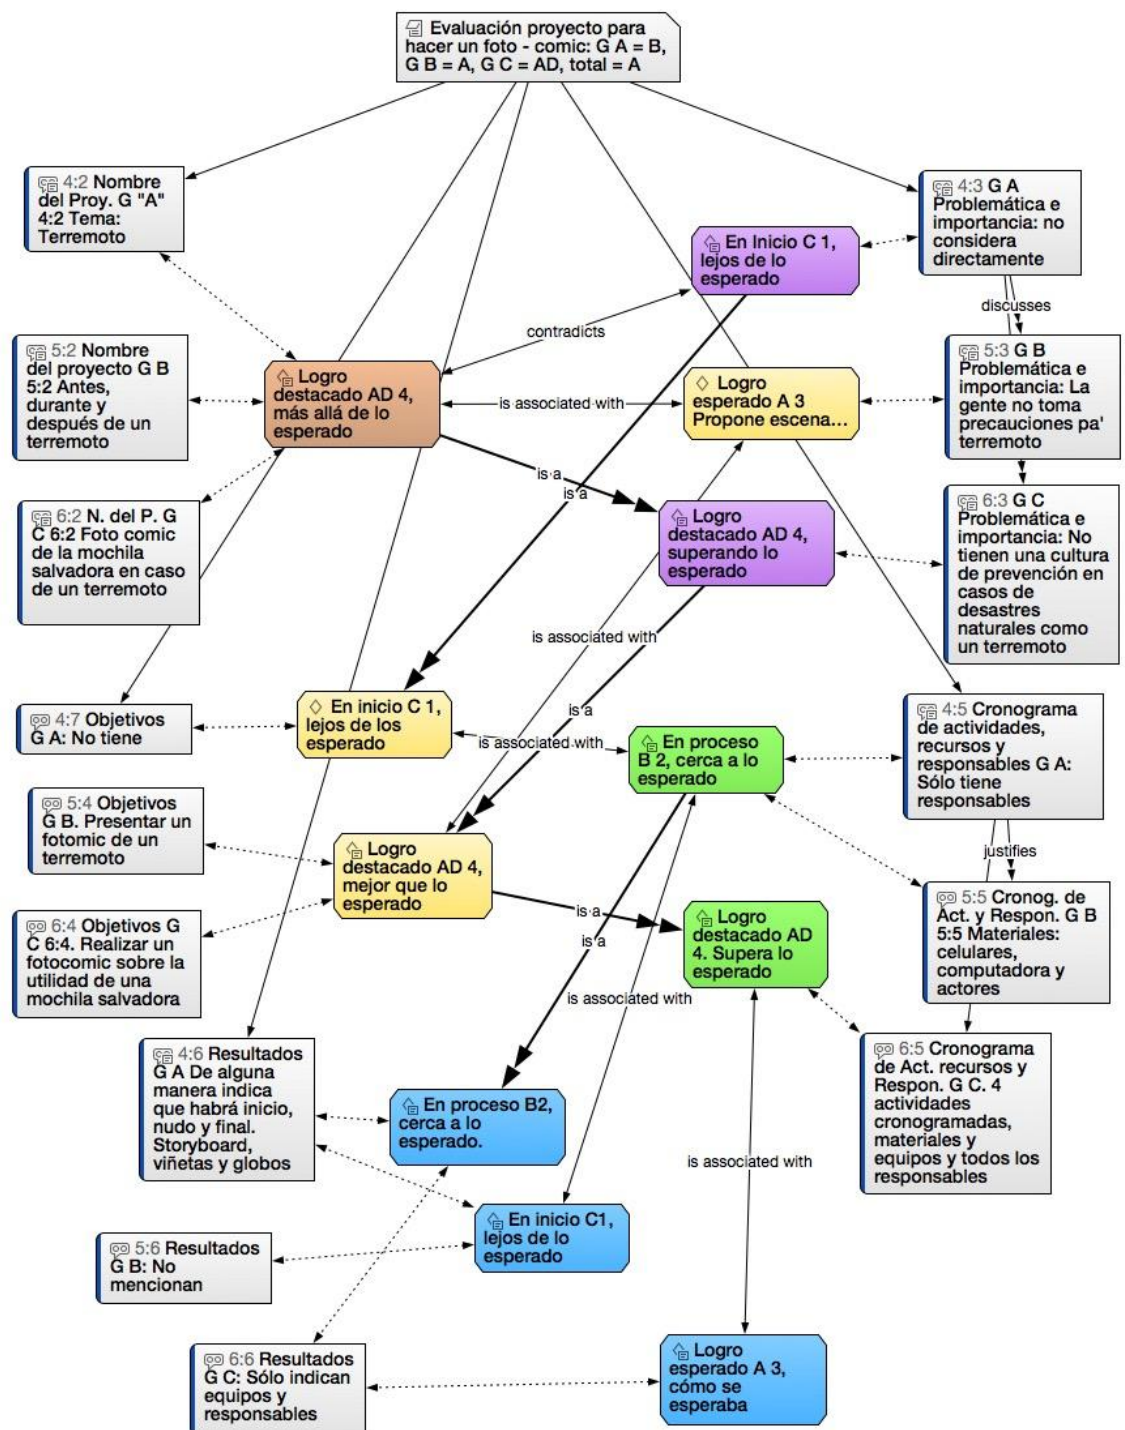 Evaluación proyecto para
hacer un foto - comic: G A = B,
G B = A, G C = AD, total = A
4:2 Nombre
del Proy. G "A"
4:2 Tema:
Terremoto
4:3 G A
Problemática e
importancia: no
considera
directamente
En Inicio C 1,
lejos de lo
esperado
discusses
contradicts
5:2 Nombre
del proyecto G B
5:2 Antes,
durante y
después de un
terremoto
Logro
destacado AD 4,
más allá de lo
esperado
is associated with
Logro
esperado A 3
Propone escena...
5:3 G B
Problemática e
importancia: La
gente no toma
precauciones pa'
terremoto
is a
is a
6:2 N. del P. G
C 6:2 Foto comic
de la mochila
salvadora en caso
de un terremoto
Logro
destacado AD 4,
superando lo
esperado
6:3 G C
Problemática e
importancia: No
tienen una cultura
de prevención en
casos de
desastres
naturales como
un terremoto
is associated with
4:7 Objetivos
G A: No tiene
En inicio C 1,
lejos de los
esperado
is a
is associated with
En proceso
B 2, cerca a lo
esperado
4:5 Cronograma
de actividades,
recursos y
responsables G A:
Sólo tiene
responsables
5:4 Objetivos
G B. Presentar un
fotomic de un
terremoto
Logro
destacado AD 4,
mejor que lo
esperado
justifies
is a
is a
6:4 Objetivos G
C 6:4. Realizar un
fotocomic sobre la
utilidad de una
mochila salvadora
Logro
destacado AD
4. Supera lo
esperado
5:5 Cronog. de
Act. y Respon. G B
5:5 Materiales:
celulares,
computadora y
actores
is associated with
4:6 Resultados
G A De alguna
manera indica
que habrá inicio,
nudo y final.
Storyboard,
viñetas y globos
En proceso B2,
cerca a lo
esperado.
6:5 Cronograma
de Act. recursos y
Respon. G C. 4
actividades
cronogramadas,
materiales y
equipos y todos los
responsables
is associated with
5:6 Resultados
G B: No
mencionan
En inicio C1,
lejos de lo
esperado
6:6 Resultados
G C: Sólo indican
equipos y
responsables
Logro
esperado A 3,
cómo se
esperaba